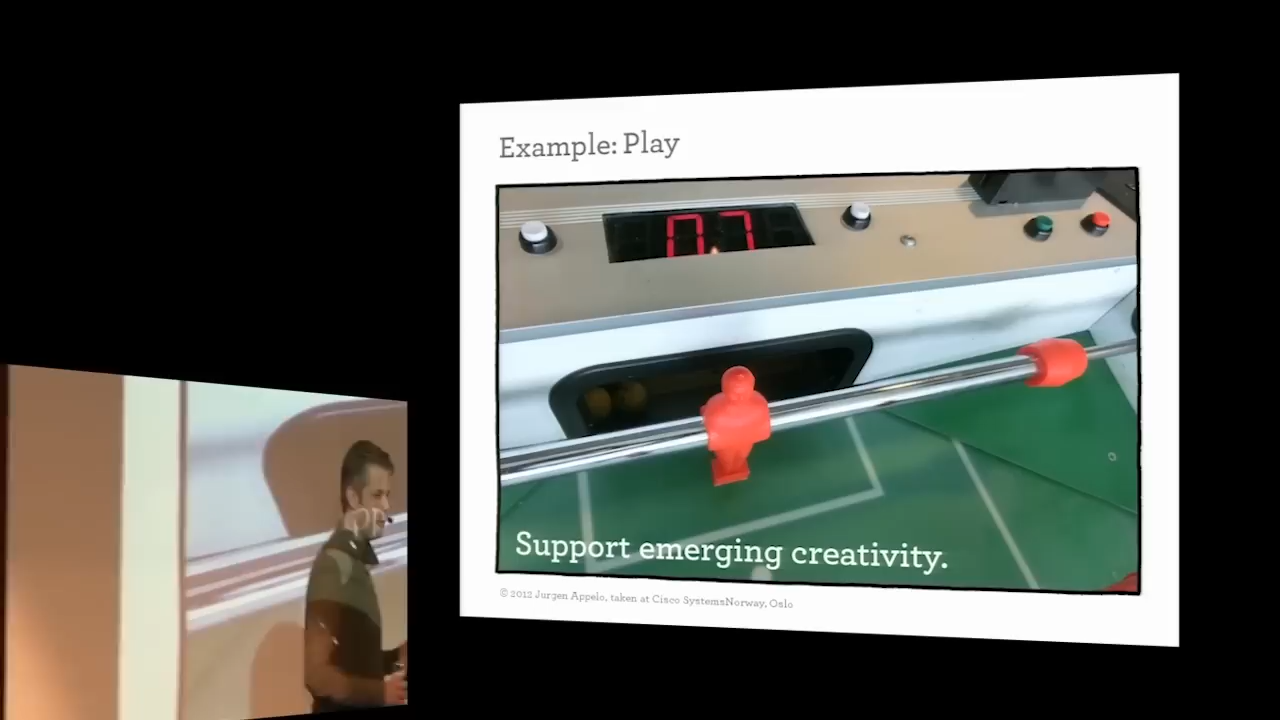 Example: Play
07
Support emerging creativity.
© 2012 Jurgen Appelo, taken at Cisco SystemsNorway, Oslo